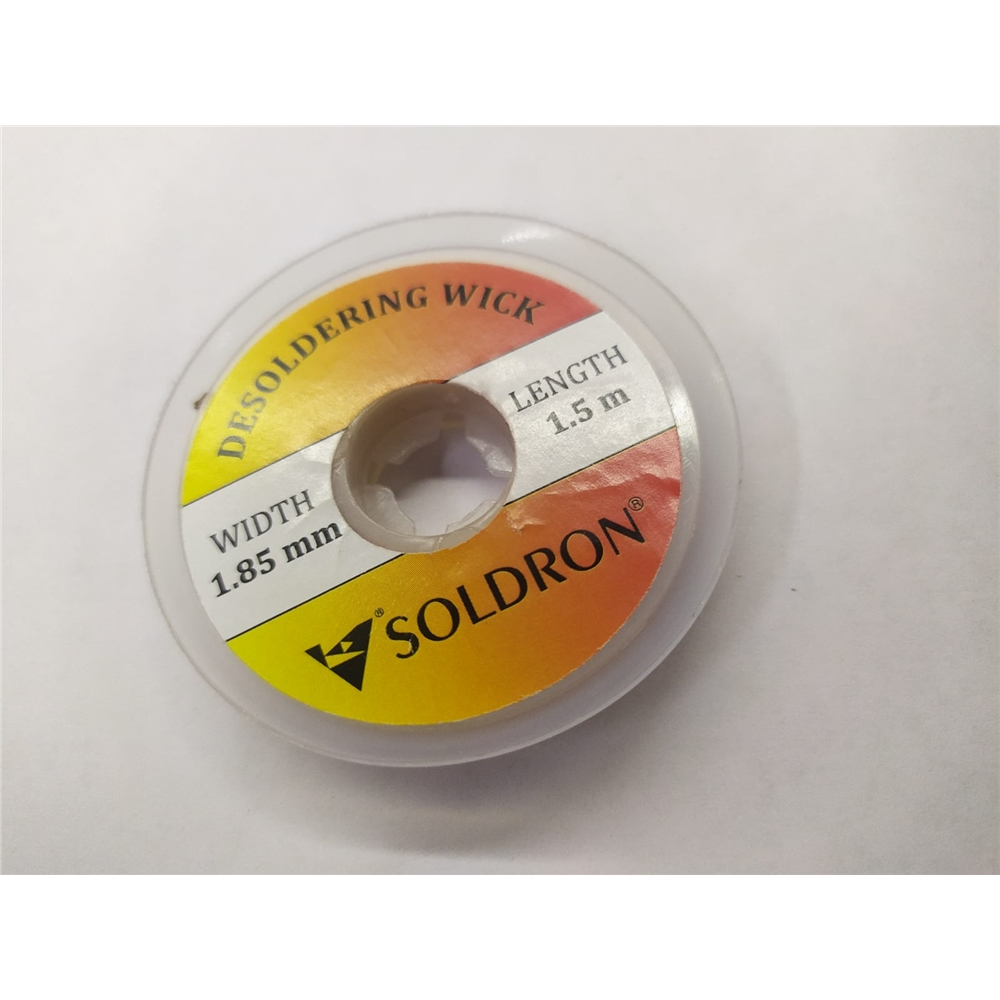 DESOLDERING WICK
LENGTH
1.5 m
WIDTH
1.85 mm
® SOLDRON®